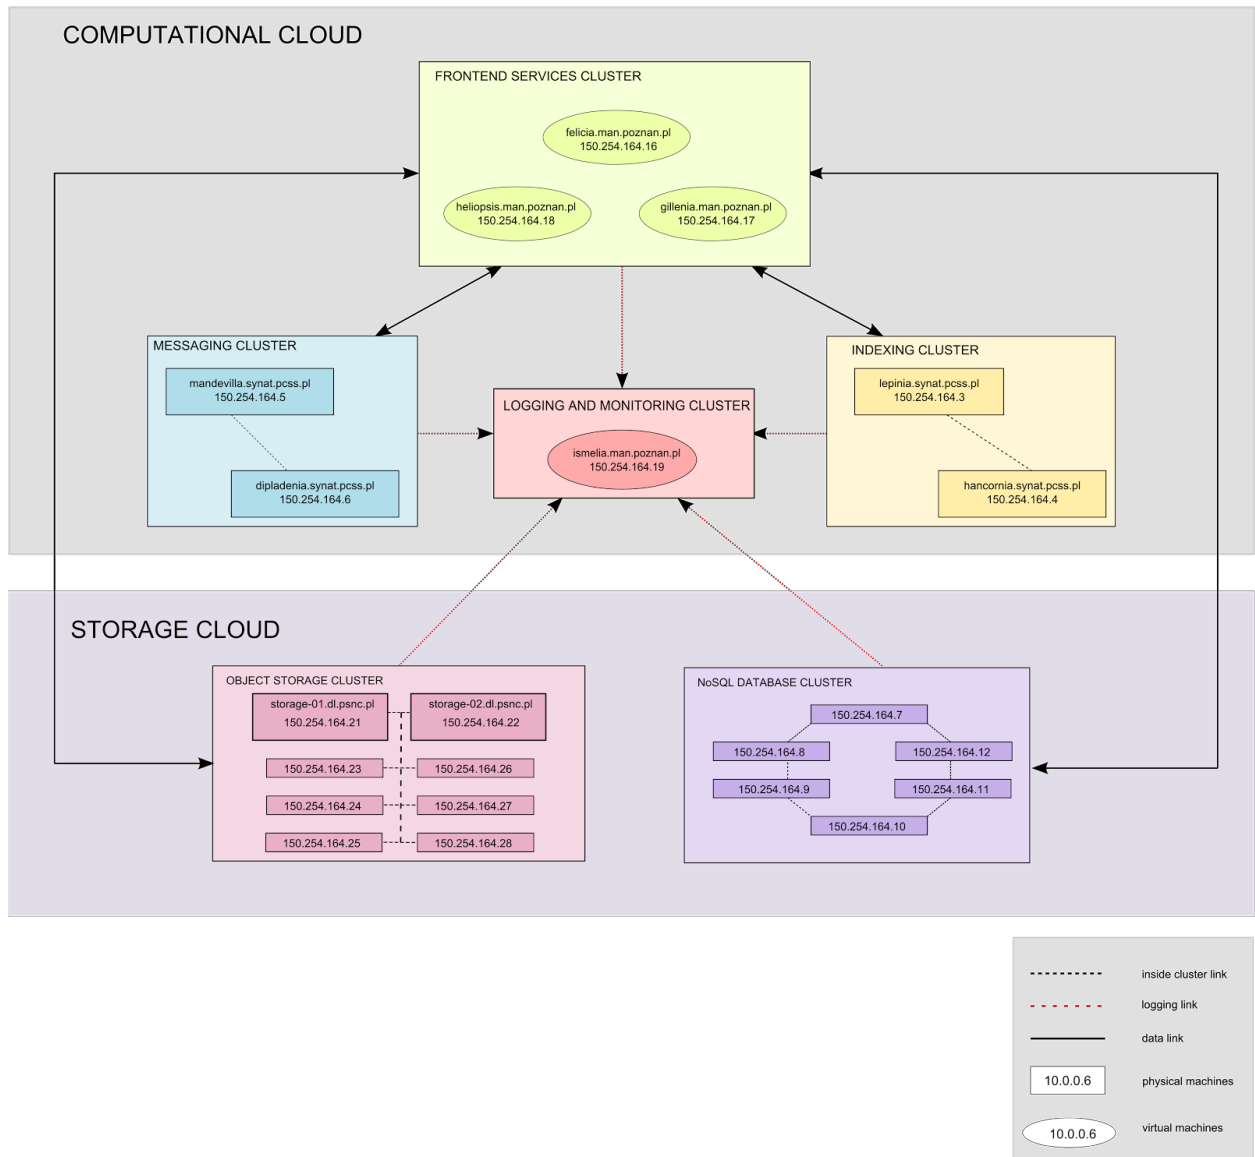 COMPUTATIONAL CLOUD
FRONTEND SERVICES CLUSTER
felicia.man.poznan.pl
150.254.164.16
heliopsis.man.poznan.pl
150.254.164.18
gillenia.man.poznan.pl
150.254.164.17
MESSAGING CLUSTER
mandevilla.synat.pcss.pl
150.254.164.5
dipladenia.synat.pcss.pl
150.254.164.6
LOGGING AND MONITORING CLUSTER
ismelia.man.poznan.pl
150.254.164.19
INDEXING CLUSTER
lepinia.synat.pcss.pl
150.254.164.3
hancornia.synat.pcss.pl
150.254.164.4
STORAGE CLOUD
OBJECT STORAGE CLUSTER
storage-01.dl.psnc.pl
150.254.164.21
storage-02.dl.psnc.pl
150.254.164.22
150.254.164.23
150.254.164.26
150.254.164.24
150.254.164.27
150.254.164.25
150.254.164.28
NoSQL DATABASE CLUSTER
150.254.164.7
150.254.164.8
150.254.164.12
150.254.164.9
150.254.164.11
150.254.164.10
inside cluster link
logging link
data link
10.0.0.6
physical machines
10.0.0.6
virtual machines